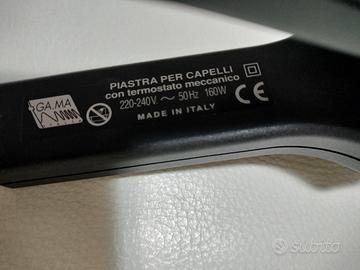 PIASTRA PER CAPELLI
con termostato meccanico
220-240V ~ 50Hz 160W
MADE IN ITALY
GA.MA
CE
subito